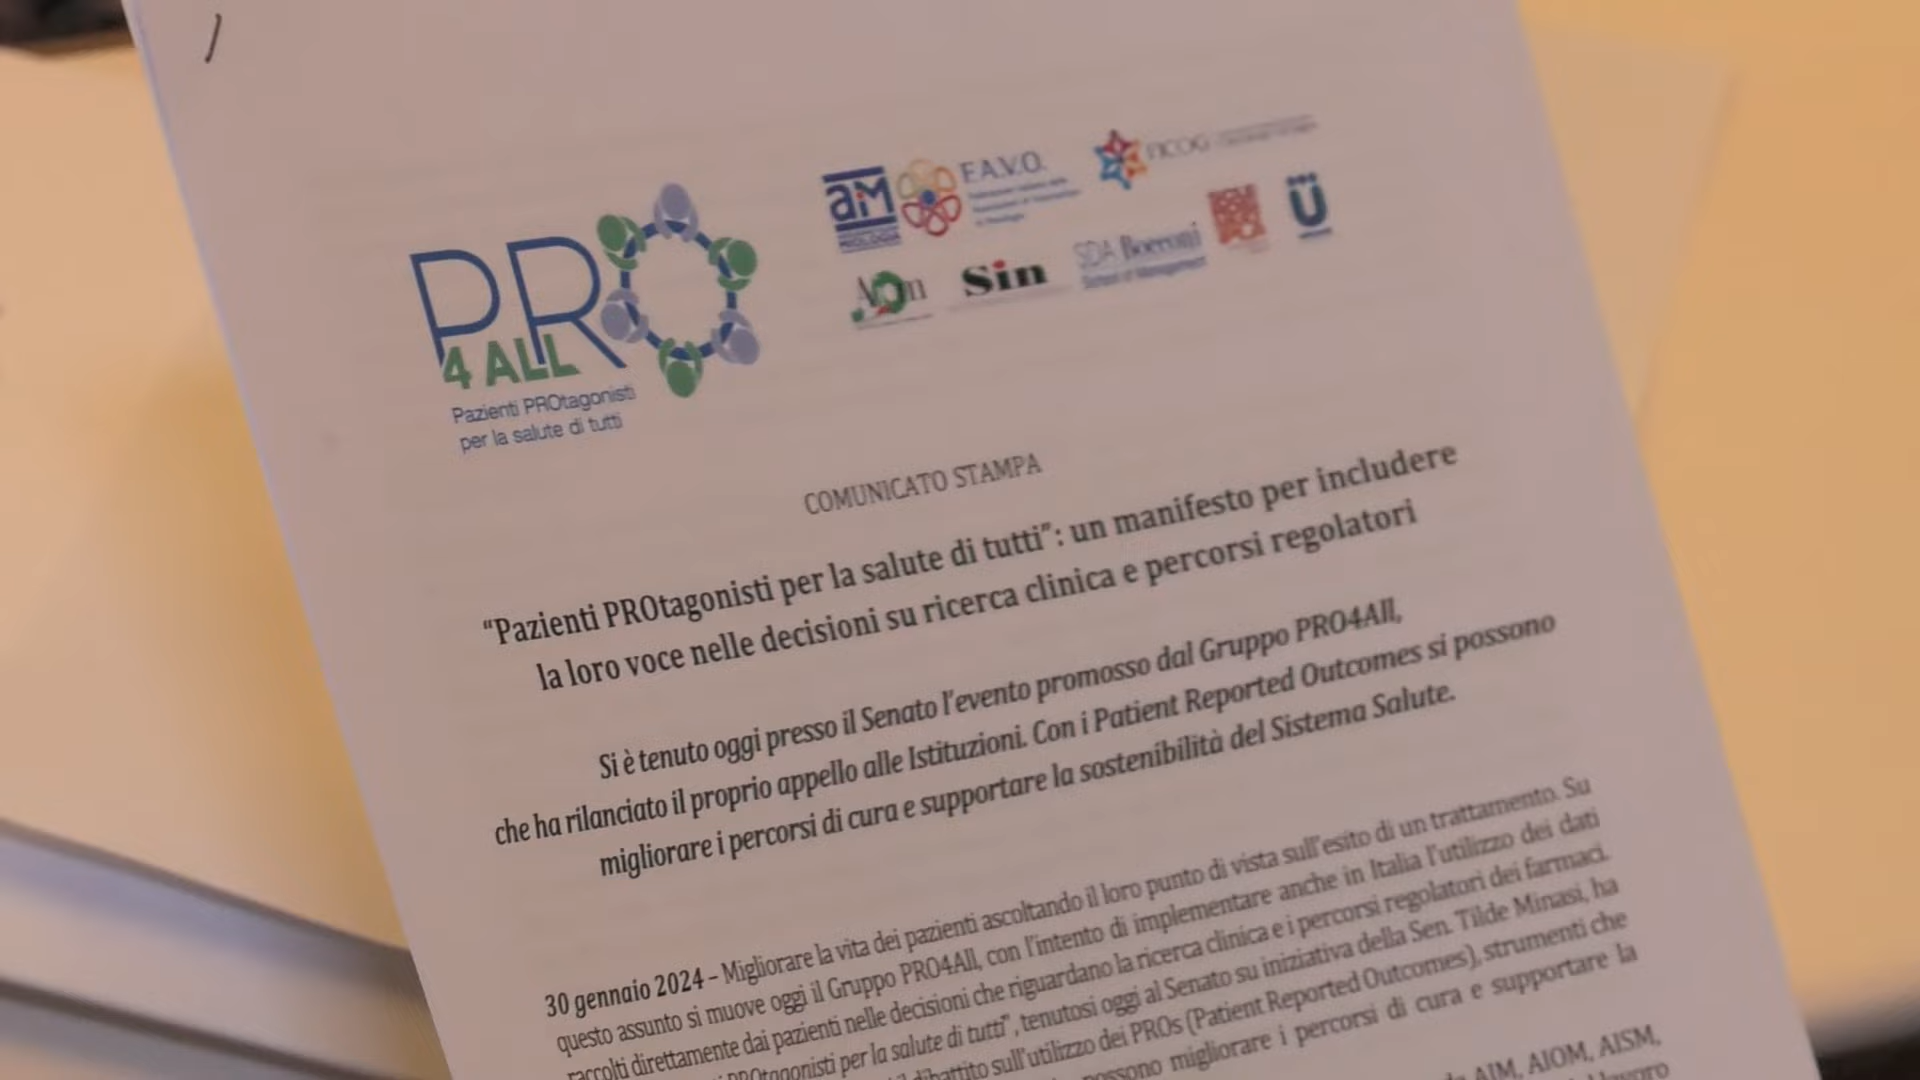 PRO
4 ALL
Pazienti PROtagonisti
per la salute di tutti
aiM
F.A.V.O.
FICOG
Aiom
Sin
SDA Bocconi
School of Management
COMUNICATO STAMPA
“Pazienti PROtagonisti per la salute di tutti”: un manifesto per includere
la loro voce nelle decisioni su ricerca clinica e percorsi regolatori
Si è tenuto oggi presso il Senato l’evento promosso dal Gruppo PRO4All,
che ha rilanciato il proprio appello alle Istituzioni. Con i Patient Reported Outcomes si possono
migliorare i percorsi di cura e supportare la sostenibilità del Sistema Salute.
30 gennaio 2024 – Migliorare la vita dei pazienti ascoltando il loro punto di vista sull’esito di un trattamento. Su
questo assunto si muove oggi il Gruppo PRO4All, con l’intento di implementare anche in Italia l’utilizzo dei dati
raccolti direttamente dai pazienti nelle decisioni che riguardano la ricerca clinica e i percorsi regolatori dei farmaci.
PROtagonisti per la salute di tutti”, tenutosi oggi al Senato su iniziativa della Sen. Tilde Minasi, ha
dibattito sull’utilizzo dei PROs (Patient Reported Outcomes), strumenti che
possono migliorare i percorsi di cura e supportare la
AIM, AIOM, AISM,
lavoro